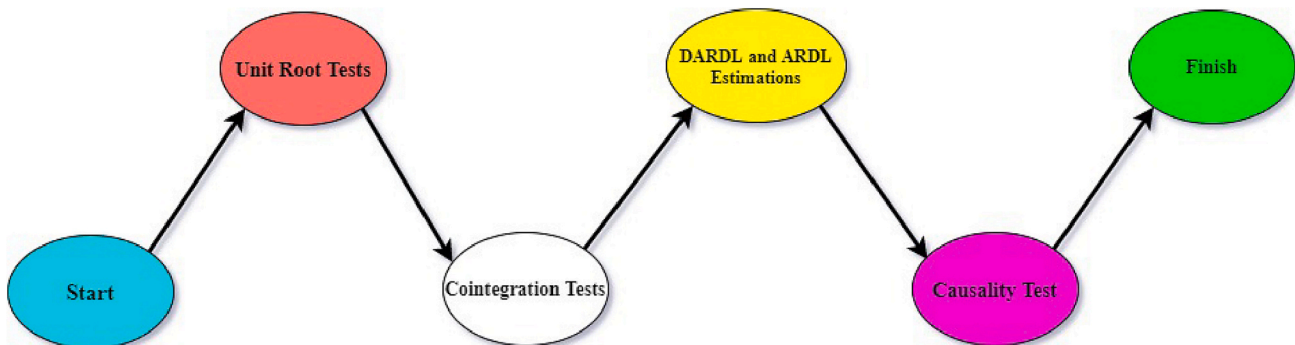 Start
Unit Root Tests
Cointegration Tests
DARDL and ARDL
Estimations
Causality Test
Finish